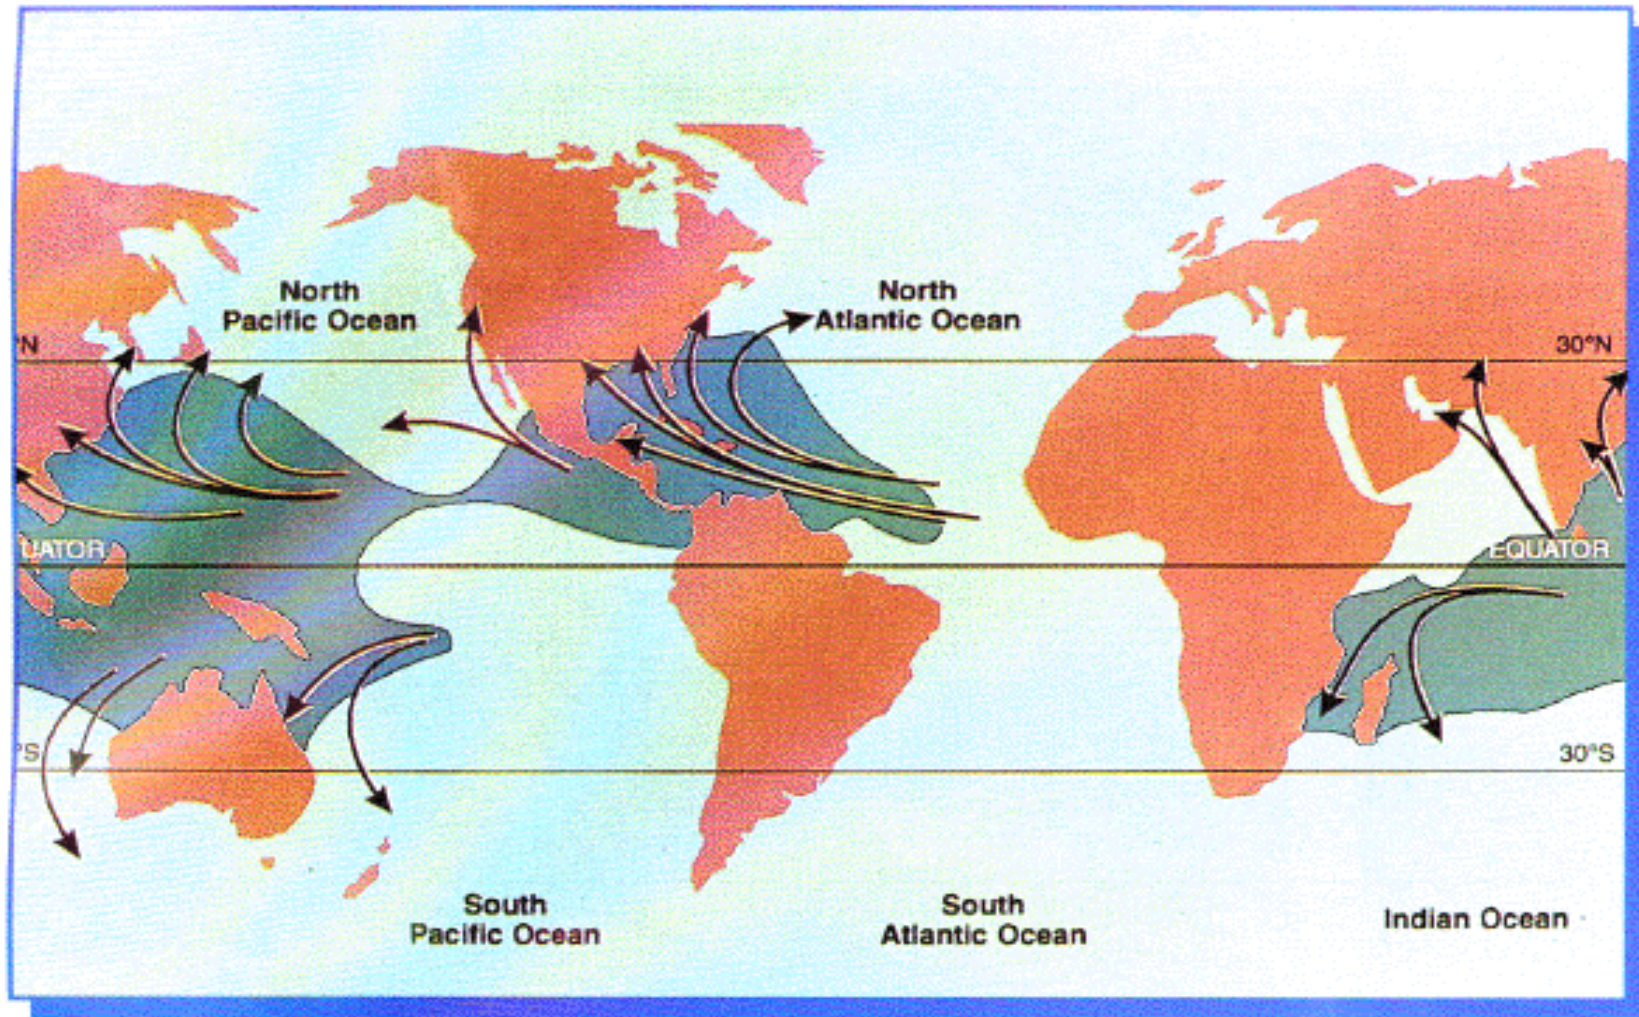 North
Pacific Ocean
North
Atlantic Ocean
°N
30°N
UATOR
EQUATOR
°S
30°S
South
Pacific Ocean
South
Atlantic Ocean
Indian Ocean